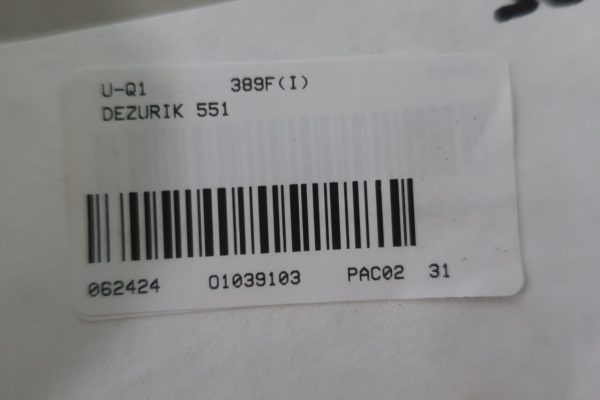 U-Q1 389F(I)
DEZURIK 551
062424 01039103 PAC02 31